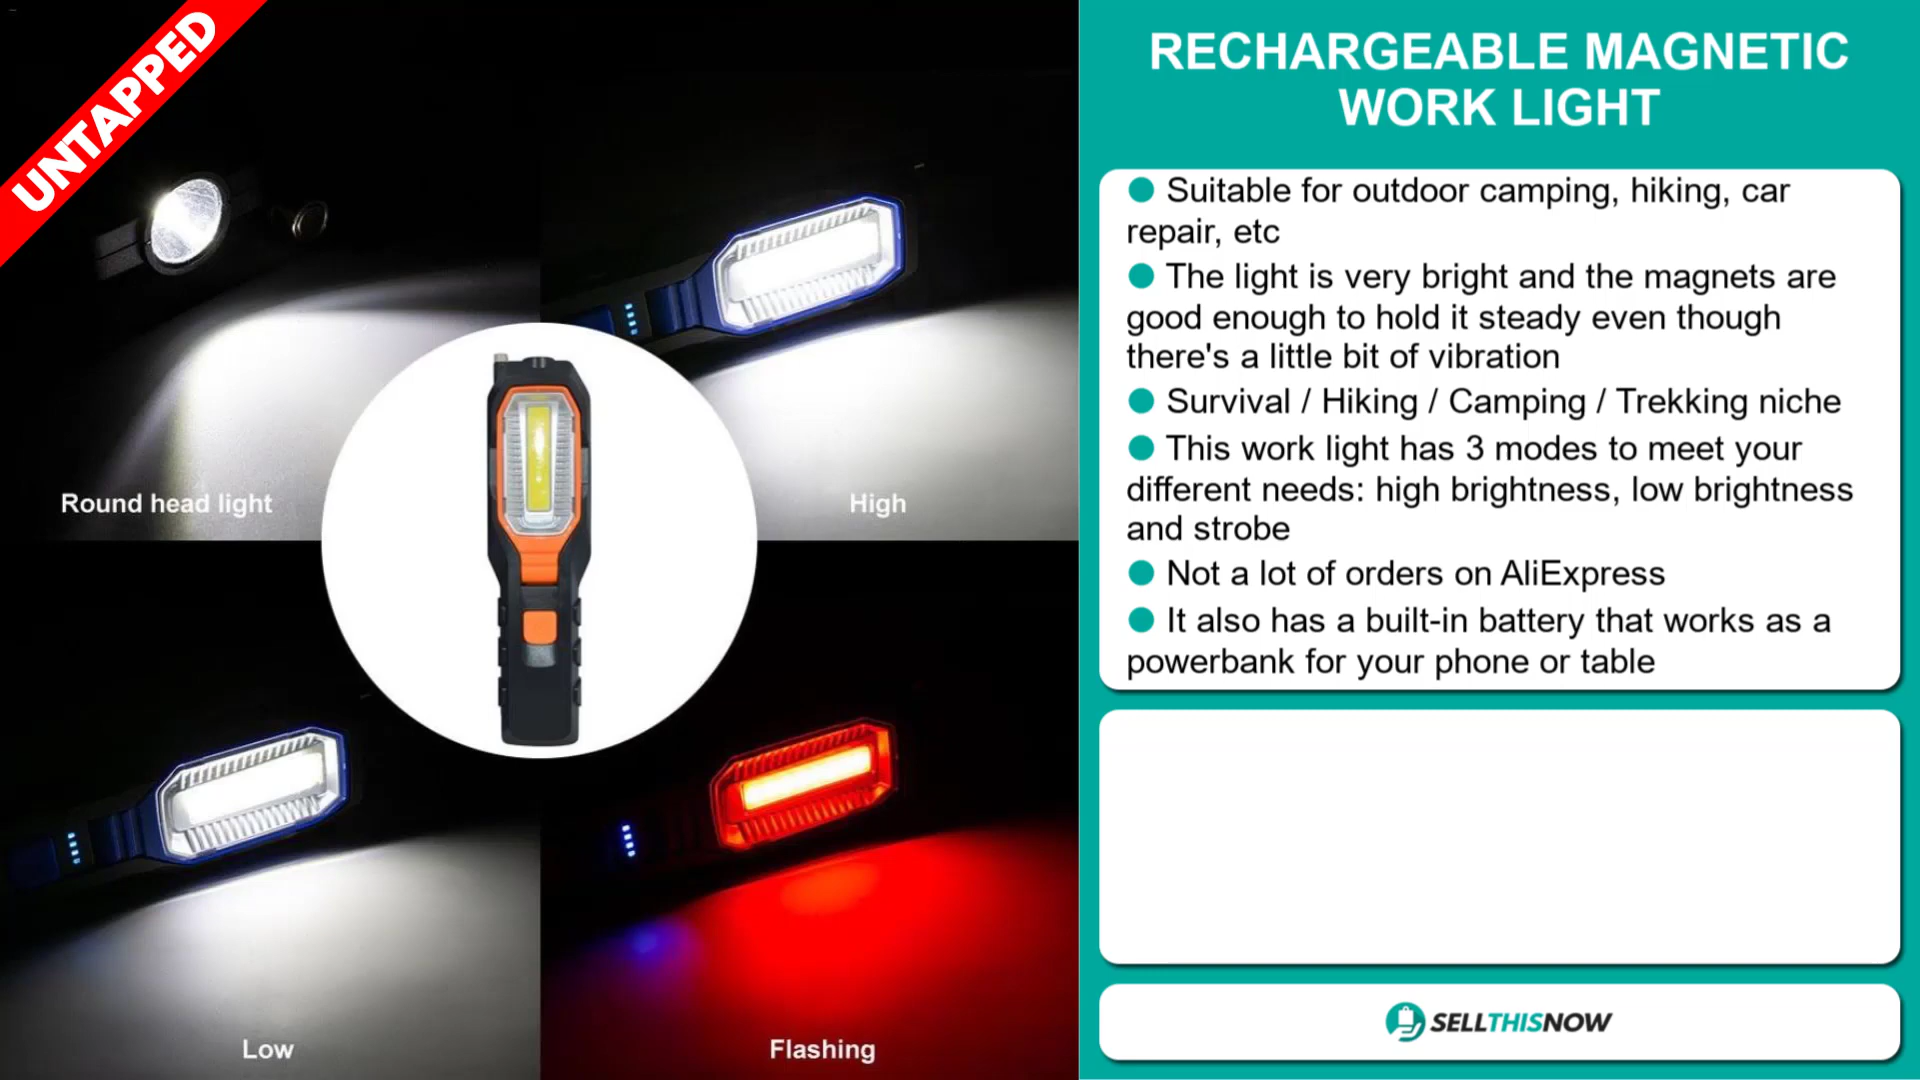 UNTAPPED
Round head light
High
Low
Flashing
RECHARGEABLE MAGNETIC
WORK LIGHT
● Suitable for outdoor camping, hiking, car
repair, etc
● The light is very bright and the magnets are
good enough to hold it steady even though
there's a little bit of vibration
● Survival / Hiking / Camping / Trekking niche
● This work light has 3 modes to meet your
different needs: high brightness, low brightness
and strobe
● Not a lot of orders on AliExpress
● It also has a built-in battery that works as a
powerbank for your phone or table
SELLTHISNOW